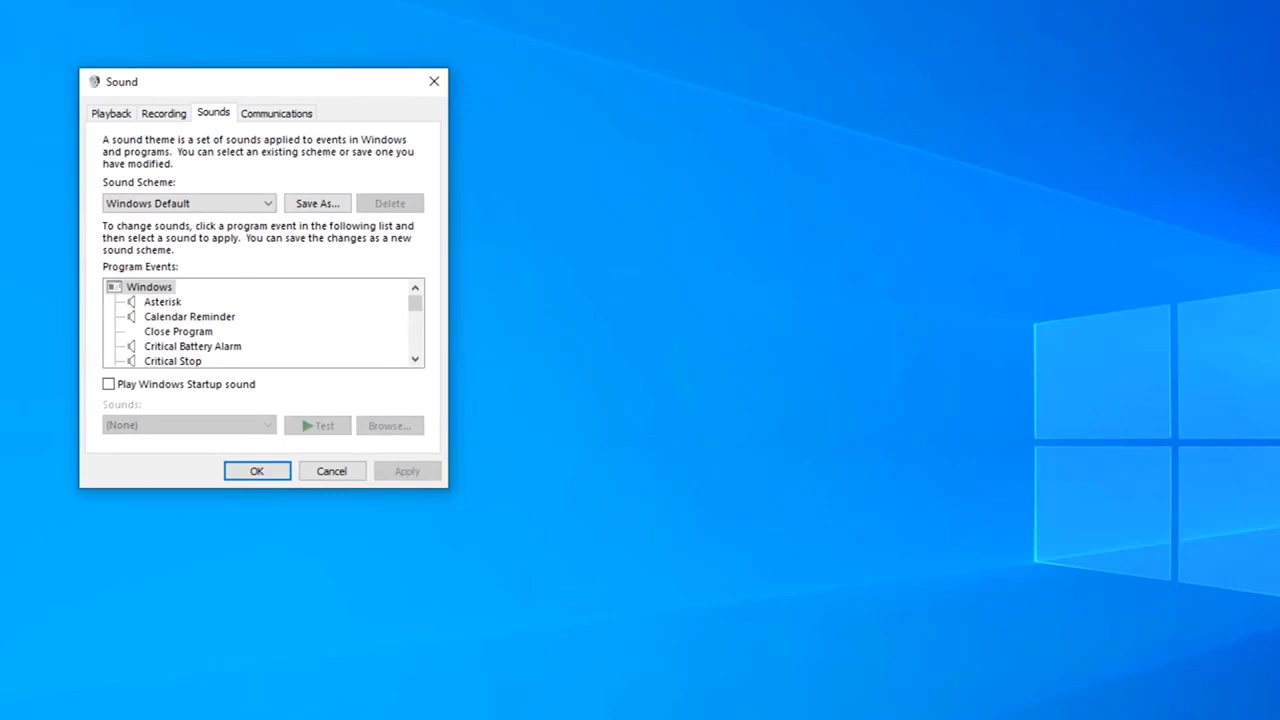 Sound
Playback
Recording
Sounds
Communications
A sound theme is a set of sounds applied to events in Windows
and programs. You can select an existing scheme or save one you
have modified.
Sound Scheme:
Windows Default
Save As...
Delete
To change sounds, click a program event in the following list and
then select a sound to apply. You can save the changes as a new
sound scheme.
Program Events:
Windows
Asterisk
Calendar Reminder
Close Program
Critical Battery Alarm
Critical Stop
Play Windows Startup sound
Sounds:
(None)
Test
Browse...
OK
Cancel
Apply